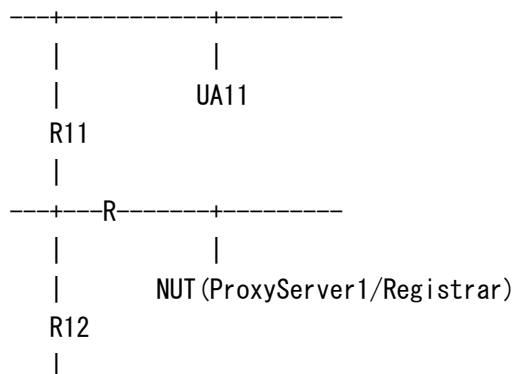 ---+-----------+---------
   |           |
   |         UA11
  R11
   |
---+---R-------+---------
   |           |
   |      NUT(ProxyServer1/Registrar)
  R12
   |